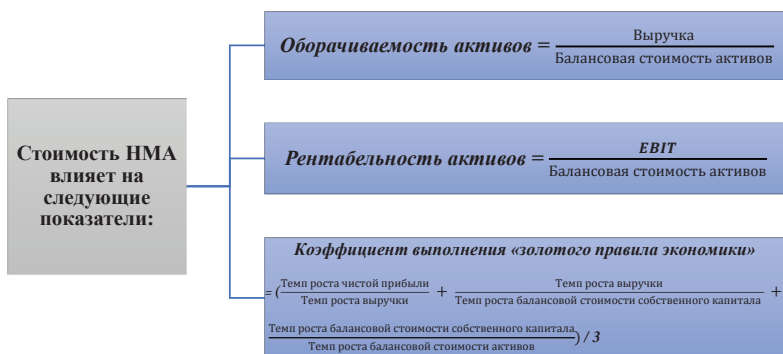 Стоимость НМА
влияет на
следующие
показатели:
Оборачиваемость активов = Выручка / Балансовая стоимость активов
Рентабельность активов = EBIT / Балансовая стоимость активов
Коэффициент выполнения «золотого правила экономики»
= (Темп роста чистой прибыли / Темп роста выручки + Темп роста выручки / Темп роста балансовой стоимости собственного капитала +
Темп роста балансовой стоимости собственного капитала / Темп роста балансовой стоимости активов) / 3